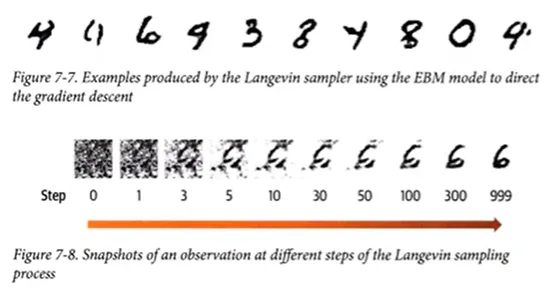 Figure 7-7. Examples produced by the Langevin sampler using the EBM model to direct
the gradient descent
Step 0 1 3 5 10 30 50 100 300 999
Figure 7-8. Snapshots of an observation at different steps of the Langevin sampling
process